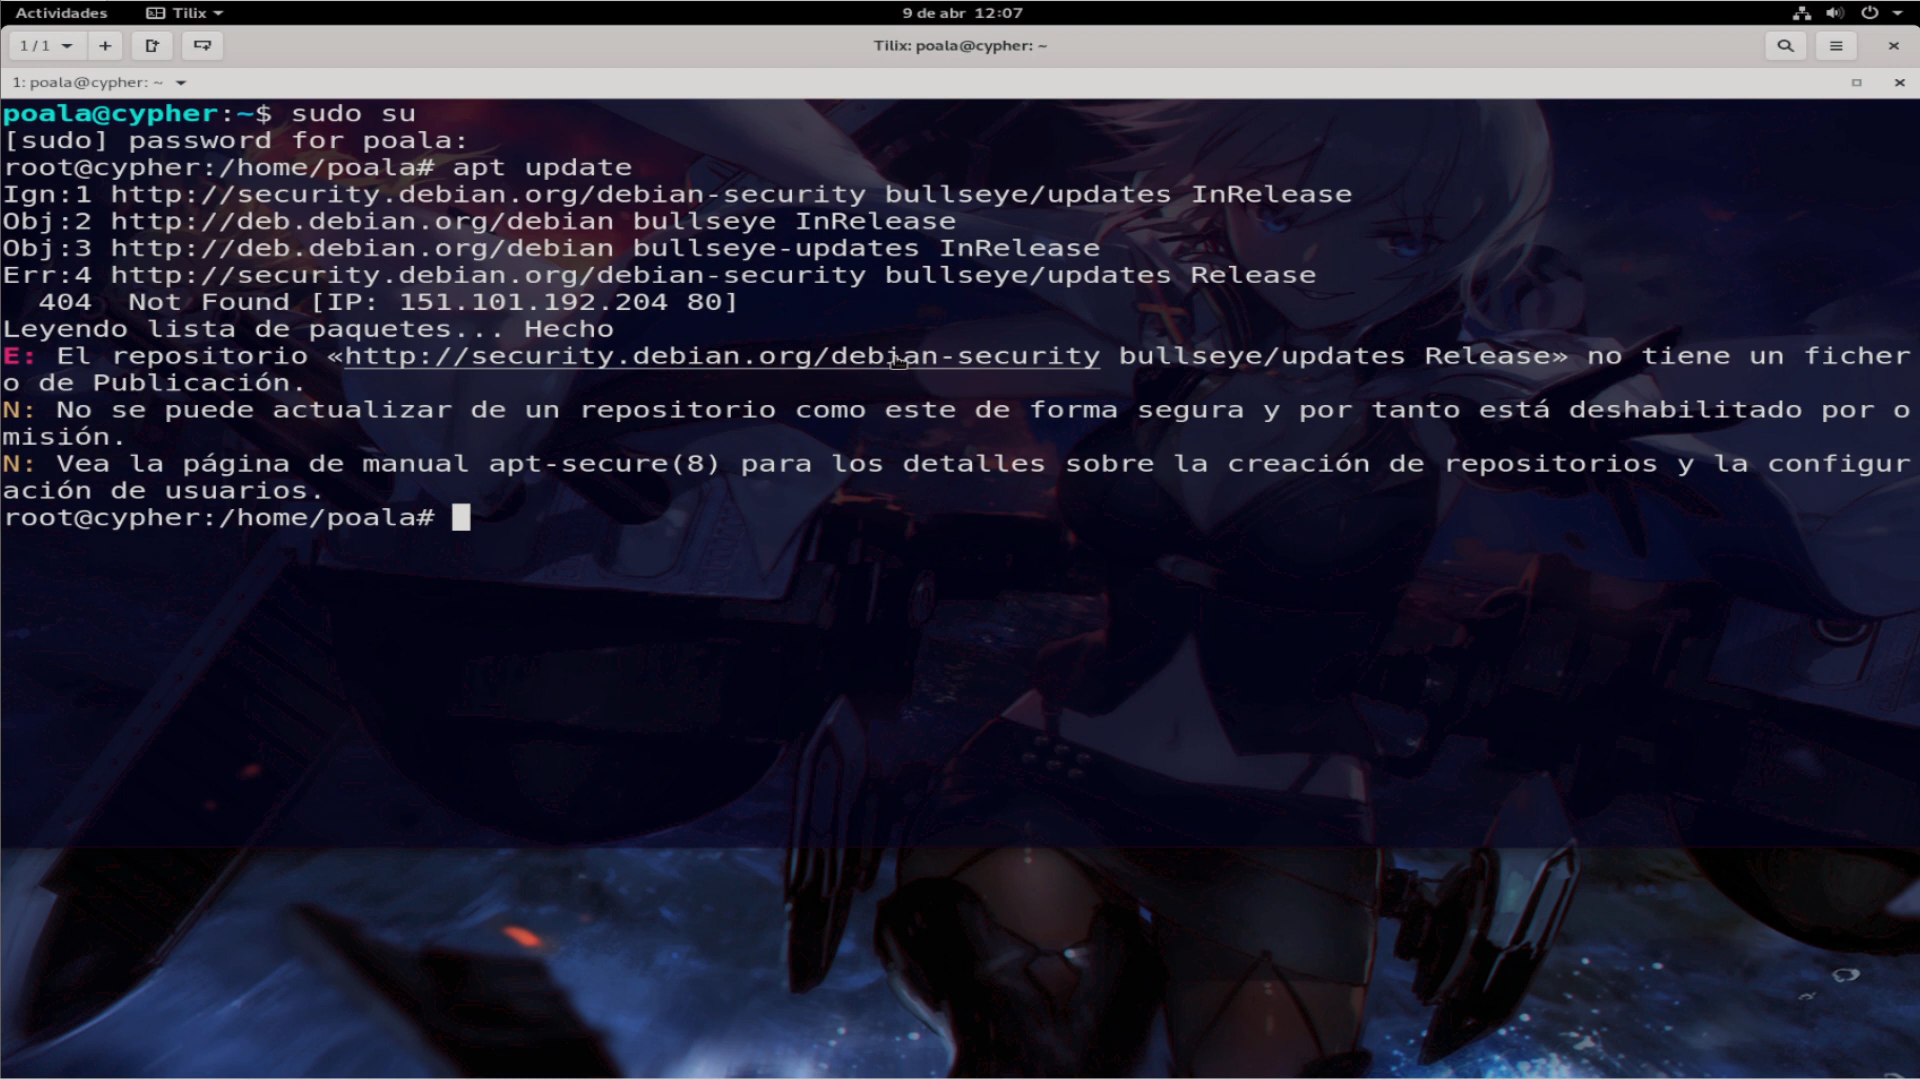 Actividades Tilix 9 de abr 12:07
1 / 1 Tilix: poala@cypher: ~
1: poala@cypher: ~
poala@cypher:~$ sudo su
[sudo] password for poala:
root@cypher:/home/poala# apt update
Ign:1 http://security.debian.org/debian-security bullseye/updates InRelease
Obj:2 http://deb.debian.org/debian bullseye InRelease
Obj:3 http://deb.debian.org/debian bullseye-updates InRelease
Err:4 http://security.debian.org/debian-security bullseye/updates Release
  404  Not Found [IP: 151.101.192.204 80]
Leyendo lista de paquetes... Hecho
E: El repositorio «http://security.debian.org/debian-security bullseye/updates Release» no tiene un ficher
o de Publicación.
N: No se puede actualizar de un repositorio como este de forma segura y por tanto está deshabilitado por o
misión.
N: Vea la página de manual apt-secure(8) para los detalles sobre la creación de repositorios y la configur
ación de usuarios.
root@cypher:/home/poala#